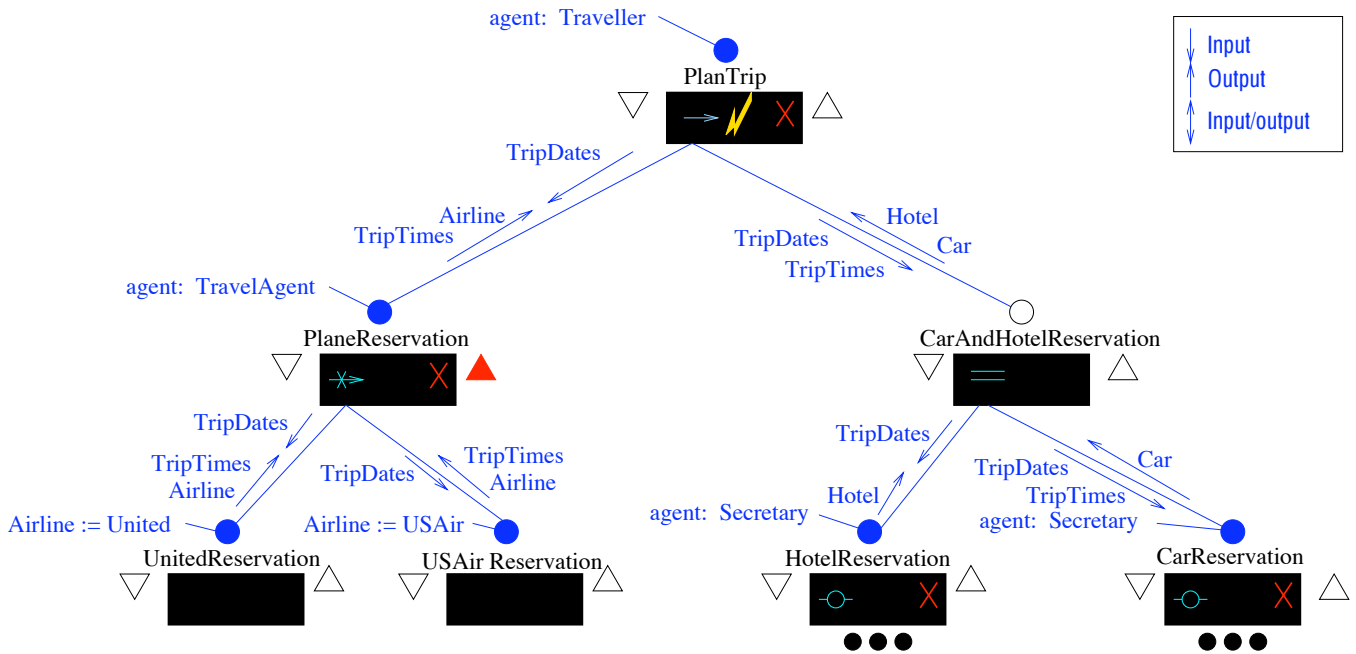 agent: Traveller
PlanTrip
Input
Output
Input/output
TripDates
Airline
TripTimes
Hotel
TripDates
Car
TripTimes
agent: TravelAgent
PlaneReservation
CarAndHotelReservation
TripDates
TripTimes
Airline
TripDates
TripTimes
Airline
TripDates
Hotel
TripDates
Car
TripTimes
Airline := United
Airline := USAir
agent: Secretary
agent: Secretary
UnitedReservation
USAir Reservation
HotelReservation
CarReservation